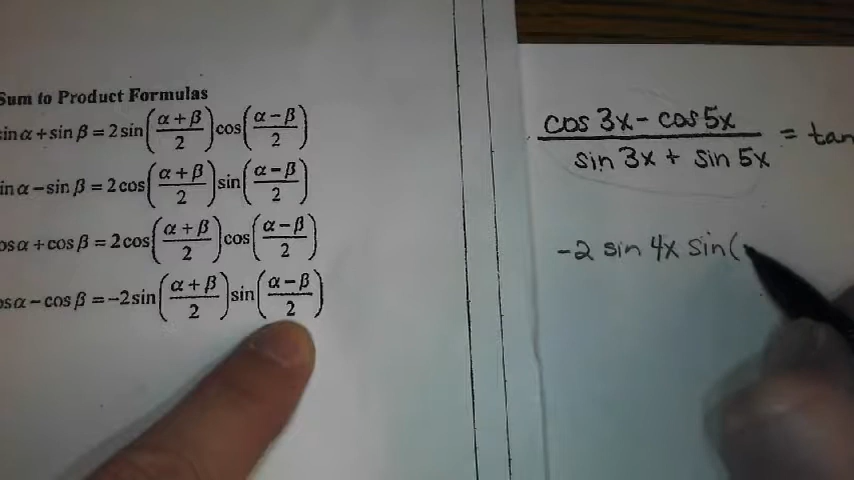 Sum to Product Formulas
in α + sin β = 2 sin((α + β)/2) cos((α − β)/2)
in α − sin β = 2 cos((α + β)/2) sin((α − β)/2)
os α + cos β = 2 cos((α + β)/2) cos((α − β)/2)
os α − cos β = −2 sin((α + β)/2) sin((α − β)/2)
(cos 3x − cos 5x)/(sin 3x + sin 5x) = tan
-2 sin 4x sin(